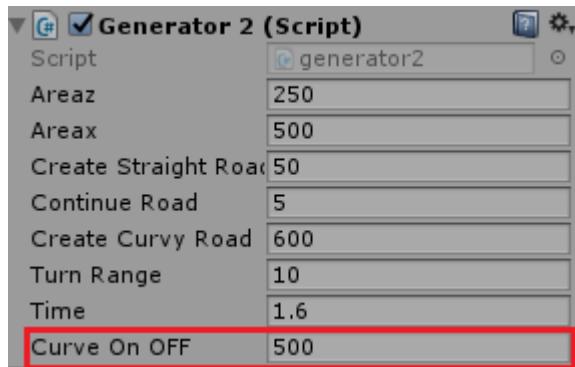 Generator 2 (Script)
Script generator2
Areaz 250
Areax 500
Create Straight Roa 50
Continue Road 5
Create Curvy Road 600
Turn Range 10
Time 1.6
Curve On OFF 500